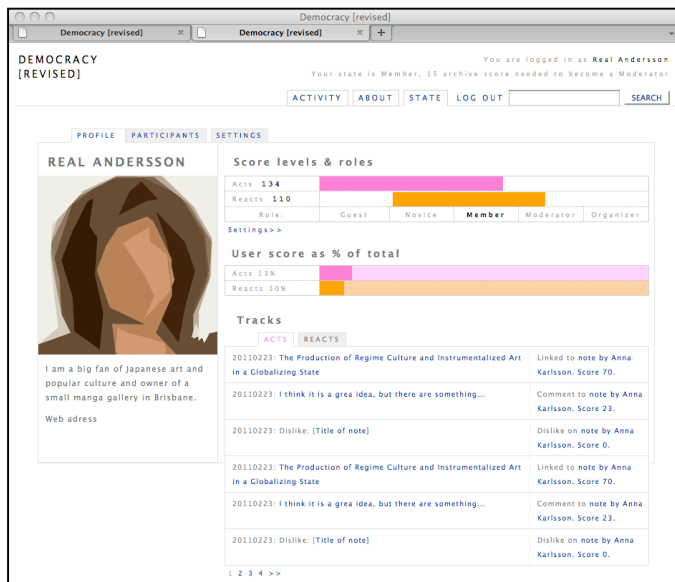 Democracy [revised]
Democracy [revised]
Democracy [revised]
DEMOCRACY
[REVISED]
You are logged in as Real Andersson
Your state is Member, 15 archive score needed to become a Moderator
ACTIVITY ABOUT STATE LOG OUT SEARCH
PROFILE PARTICIPANTS SETTINGS
REAL ANDERSSON
I am a big fan of Japanese art and
popular culture and owner of a
small manga gallery in Brisbane.
Web adress
Score levels & roles
Acts 134
Reacts 110
Role: Guest Novice Member Moderator Organizer
Settings>>
User score as % of total
Acts 13%
Reacts 10%
Tracks
ACTS REACTS
20110223: The Production of Regime Culture and Instrumentalized Art
in a Globalizing State
Linked to note by Anna
Karlsson. Score 70.
20110223: I think it is a grea idea, but there are something...
Comment to note by Anna
Karlsson. Score 23.
20110223: Dislike: [Title of note]
Dislike on note by Anna
Karlsson. Score 0.
20110223: The Production of Regime Culture and Instrumentalized Art
in a Globalizing State
Linked to note by Anna
Karlsson. Score 70.
20110223: I think it is a grea idea, but there are something...
Comment to note by Anna
Karlsson. Score 23.
20110223: Dislike: [Title of note]
Dislike on note by Anna
Karlsson. Score 0.
1 2 3 4 >>